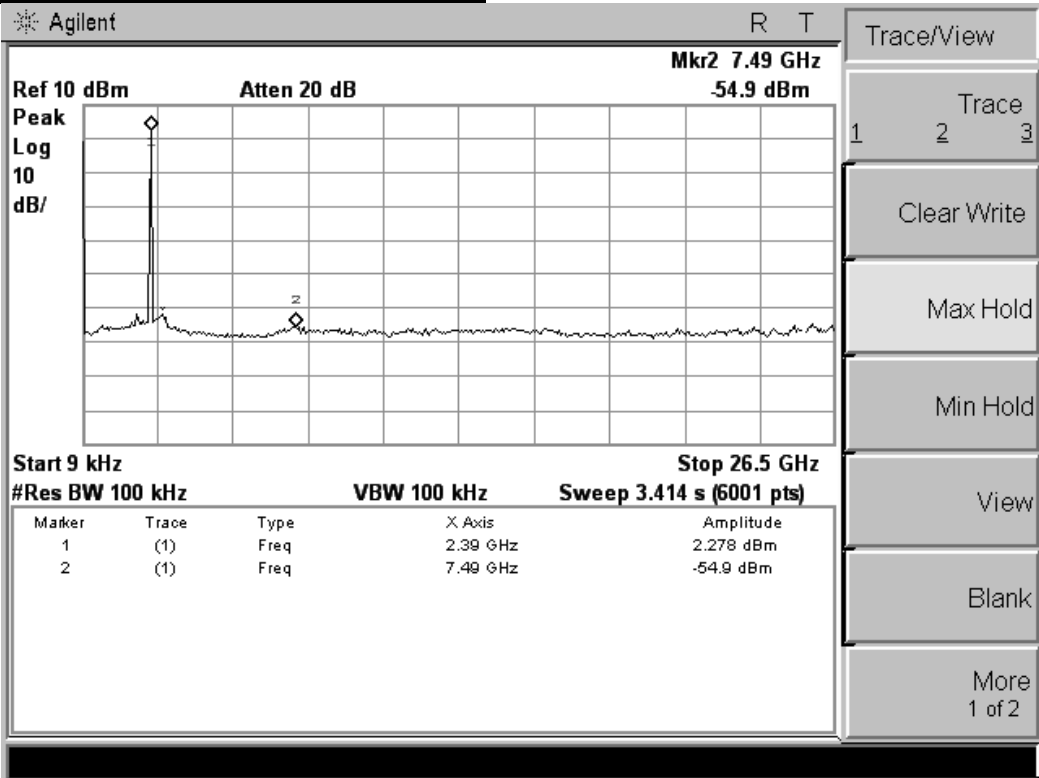 Agilent R T
Mkr2 7.49 GHz
Ref 10 dBm Atten 20 dB -54.9 dBm
Peak
Log
10
dB/
1
2
Start 9 kHz Stop 26.5 GHz
#Res BW 100 kHz VBW 100 kHz Sweep 3.414 s (6001 pts)
Marker Trace Type X Axis Amplitude
1 (1) Freq 2.39 GHz 2.278 dBm
2 (1) Freq 7.49 GHz -54.9 dBm
Trace/View
Trace
1 2 3
Clear Write
Max Hold
Min Hold
View
Blank
More
1 of 2